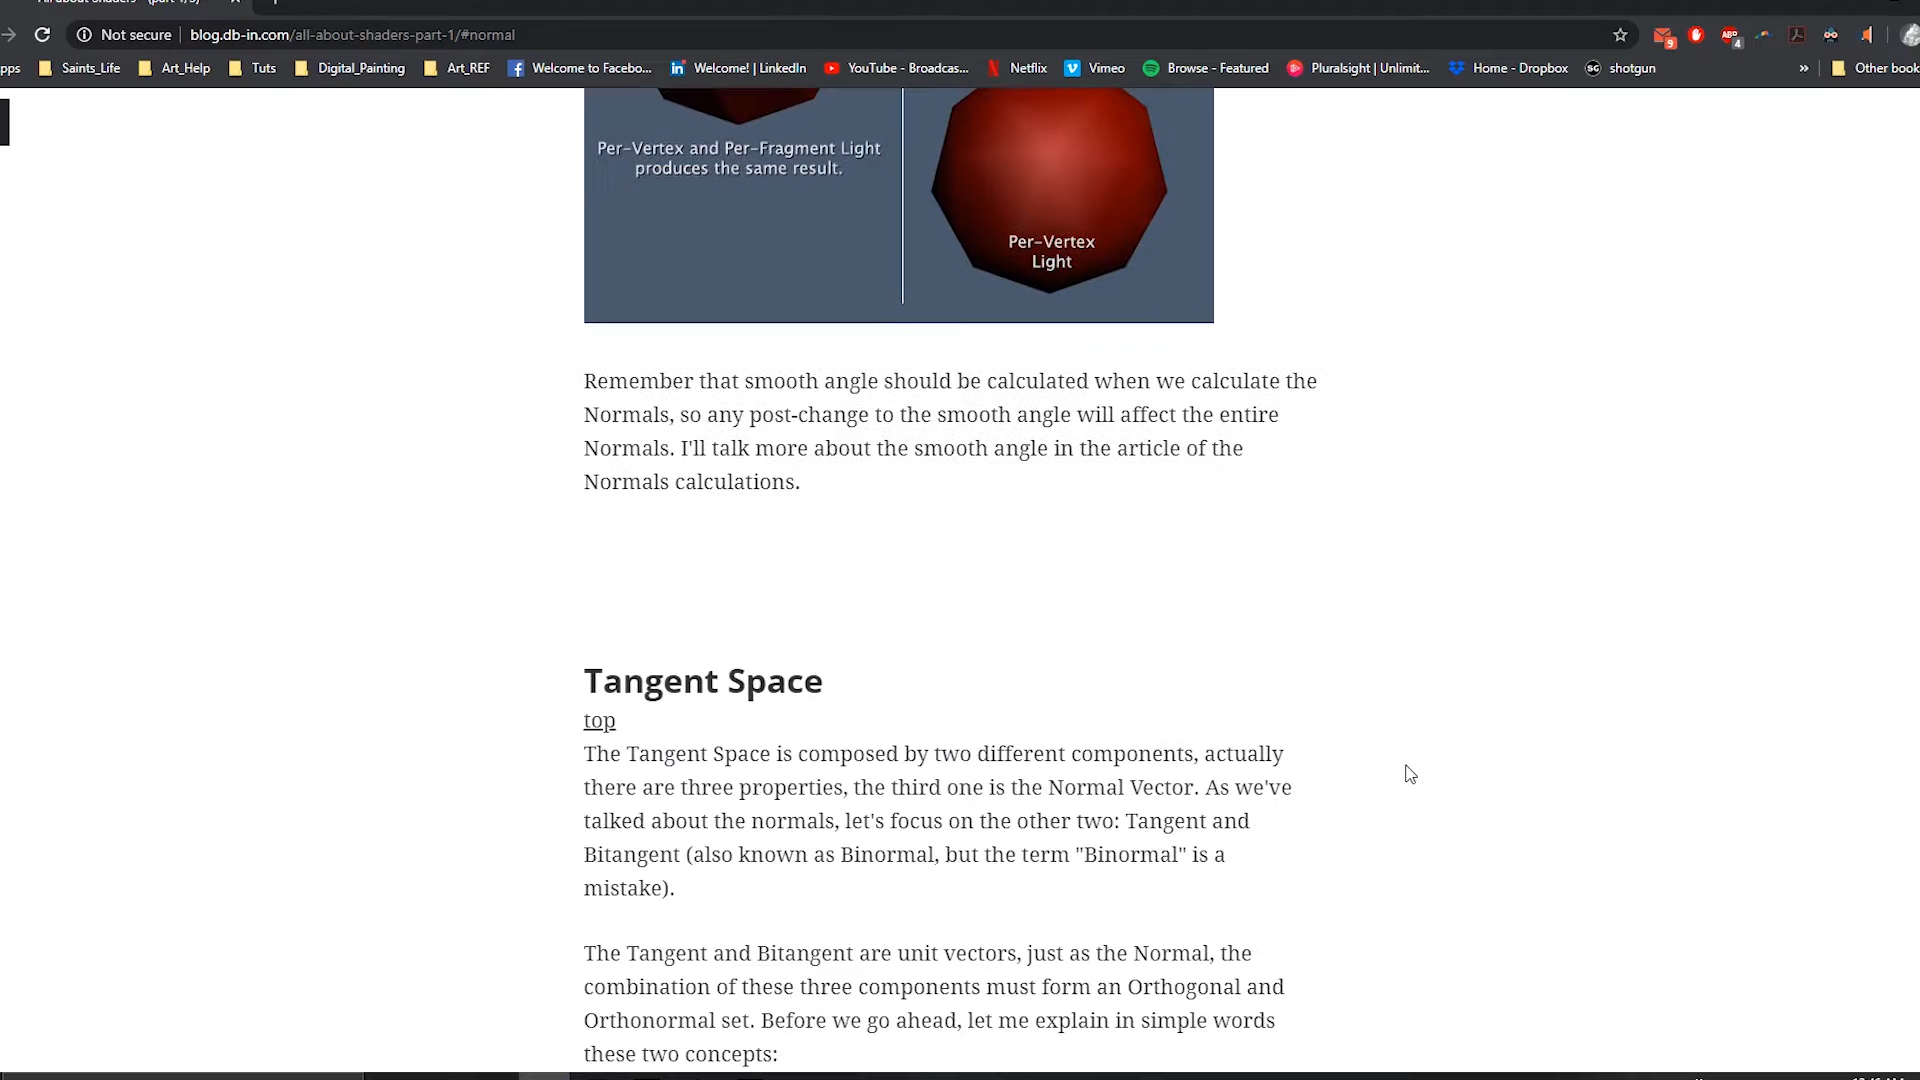 Not secure blog.db-in.com/all-about-shaders-part-1/#normal
9 ABP 4
pps Saints_Life Art_Help Tuts Digital_Painting Art_REF Welcome to Facebo... Welcome! | LinkedIn YouTube - Broadcas... Netflix Vimeo Browse - Featured Pluralsight | Unlimit... Home - Dropbox SG shotgun » Other book
Per-Vertex and Per-Fragment Light
produces the same result.
Per-Vertex
Light
Remember that smooth angle should be calculated when we calculate the
Normals, so any post-change to the smooth angle will affect the entire
Normals. I'll talk more about the smooth angle in the article of the
Normals calculations.
Tangent Space
top
The Tangent Space is composed by two different components, actually
there are three properties, the third one is the Normal Vector. As we've
talked about the normals, let's focus on the other two: Tangent and
Bitangent (also known as Binormal, but the term "Binormal" is a
mistake).
The Tangent and Bitangent are unit vectors, just as the Normal, the
combination of these three components must form an Orthogonal and
Orthonormal set. Before we go ahead, let me explain in simple words
these two concepts: